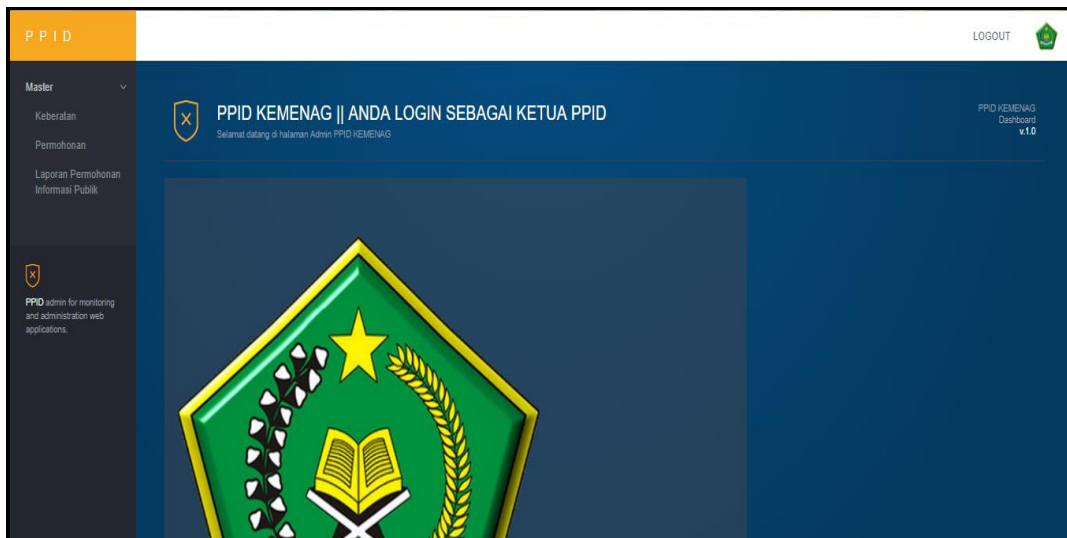 PPID
LOGOUT
Master
Keberatan
Permohonan
Laporan Permohonan
Informasi Publik
PPID admin for monitoring
and administration web
applications.
PPID KEMENAG || ANDA LOGIN SEBAGAI KETUA PPID
Selamat datang di halaman Admin PPID KEMENAG
PPID KEMENAG
Dashboard
v.1.0